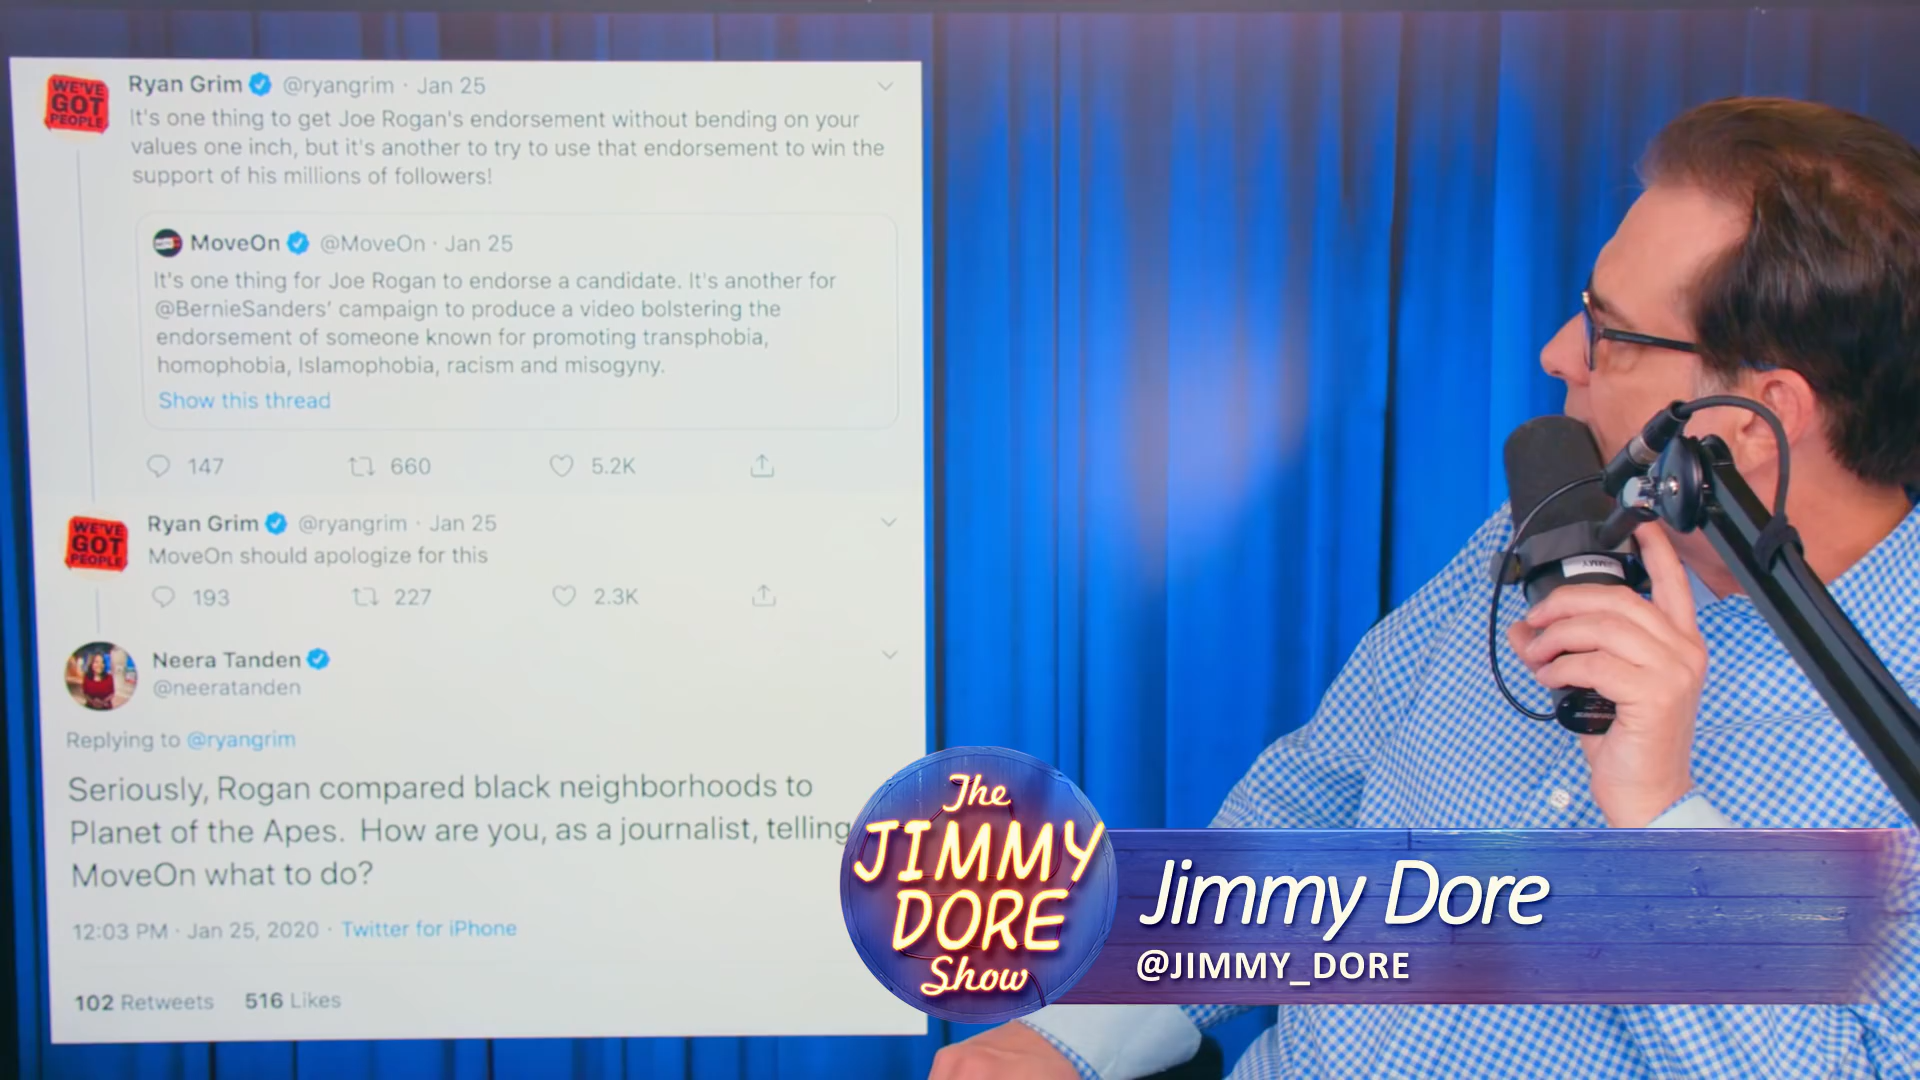 WE'VE
GOT
PEOPLE
Ryan Grim @ryangrim · Jan 25
It's one thing to get Joe Rogan's endorsement without bending on your
values one inch, but it's another to try to use that endorsement to win the
support of his millions of followers!
MoveOn @MoveOn · Jan 25
It's one thing for Joe Rogan to endorse a candidate. It's another for
@BernieSanders' campaign to produce a video bolstering the
endorsement of someone known for promoting transphobia,
homophobia, Islamophobia, racism and misogyny.
Show this thread
147 660 5.2K
WE'VE
GOT
PEOPLE
Ryan Grim @ryangrim · Jan 25
MoveOn should apologize for this
193 227 2.3K
Neera Tanden
@neeratanden
Replying to @ryangrim
Seriously, Rogan compared black neighborhoods to
Planet of the Apes. How are you, as a journalist, telling
MoveOn what to do?
12:03 PM · Jan 25, 2020 · Twitter for iPhone
102 Retweets 516 Likes
JIMMY
The
JIMMY
DORE
Show
Jimmy Dore
@JIMMY_DORE